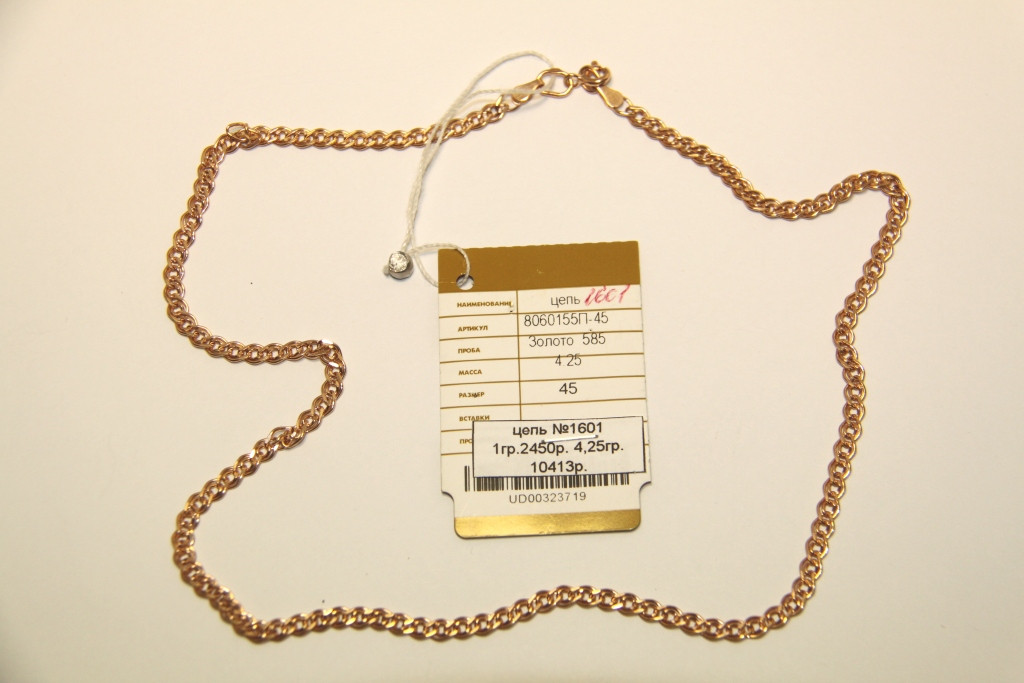 НАИМЕНОВАНИЕ цепь 1601
АРТИКУЛ 8060155П-45
ПРОБА Золото 585
МАССА 4.25
РАЗМЕР 45
ВСТАВКИ
цепь №1601
1гр.2450р. 4,25гр.
10413р.
UD00323719